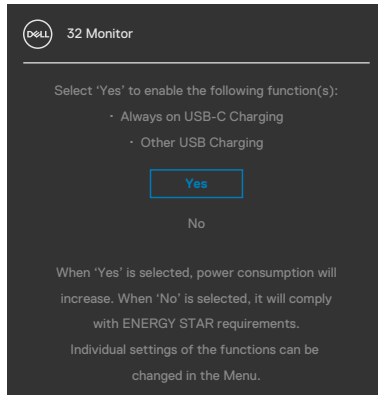 DELL
32 Monitor
Select ‘Yes’ to enable the following function(s):
· Always on USB-C Charging
· Other USB Charging
Yes
No
When ‘Yes’ is selected, power consumption will
increase. When ‘No’ is selected, it will comply
with ENERGY STAR requirements.
Individual settings of the functions can be
changed in the Menu.